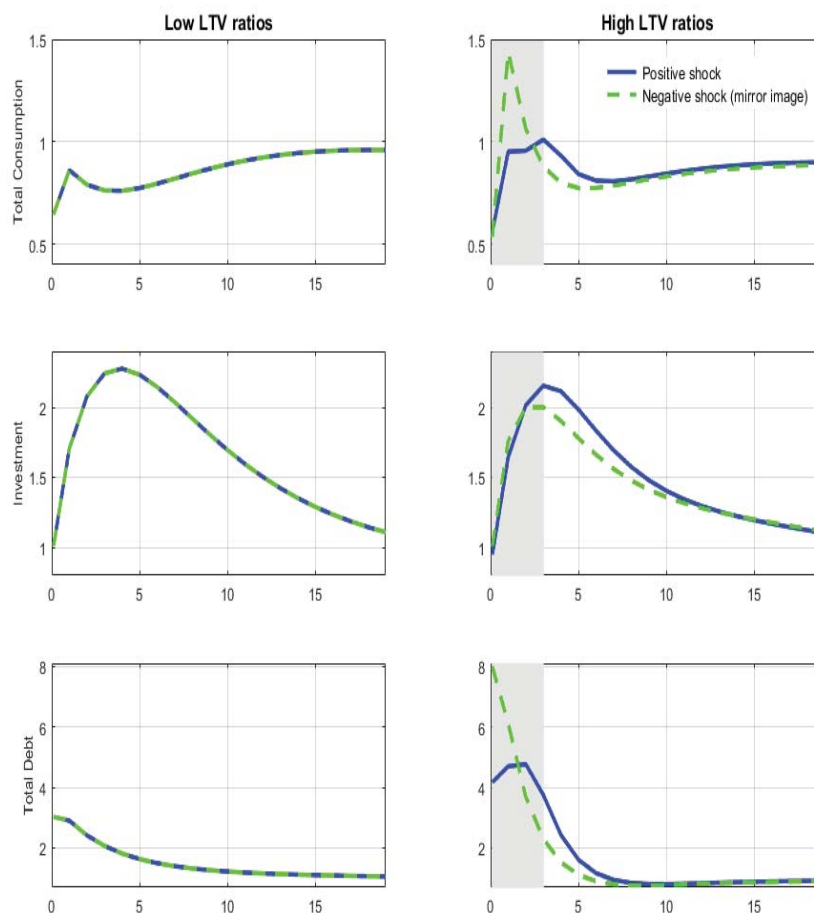 Low LTV ratios
High LTV ratios
Total Consumption
1.5
1
0.5
0 5 10 15
1.5
1
0.5
0 5 10 15
Positive shock
Negative shock (mirror image)
Investment
2
1.5
1
0 5 10 15
2
1.5
1
0 5 10 15
Total Debt
8
6
4
2
0 5 10 15
8
6
4
2
0 5 10 15